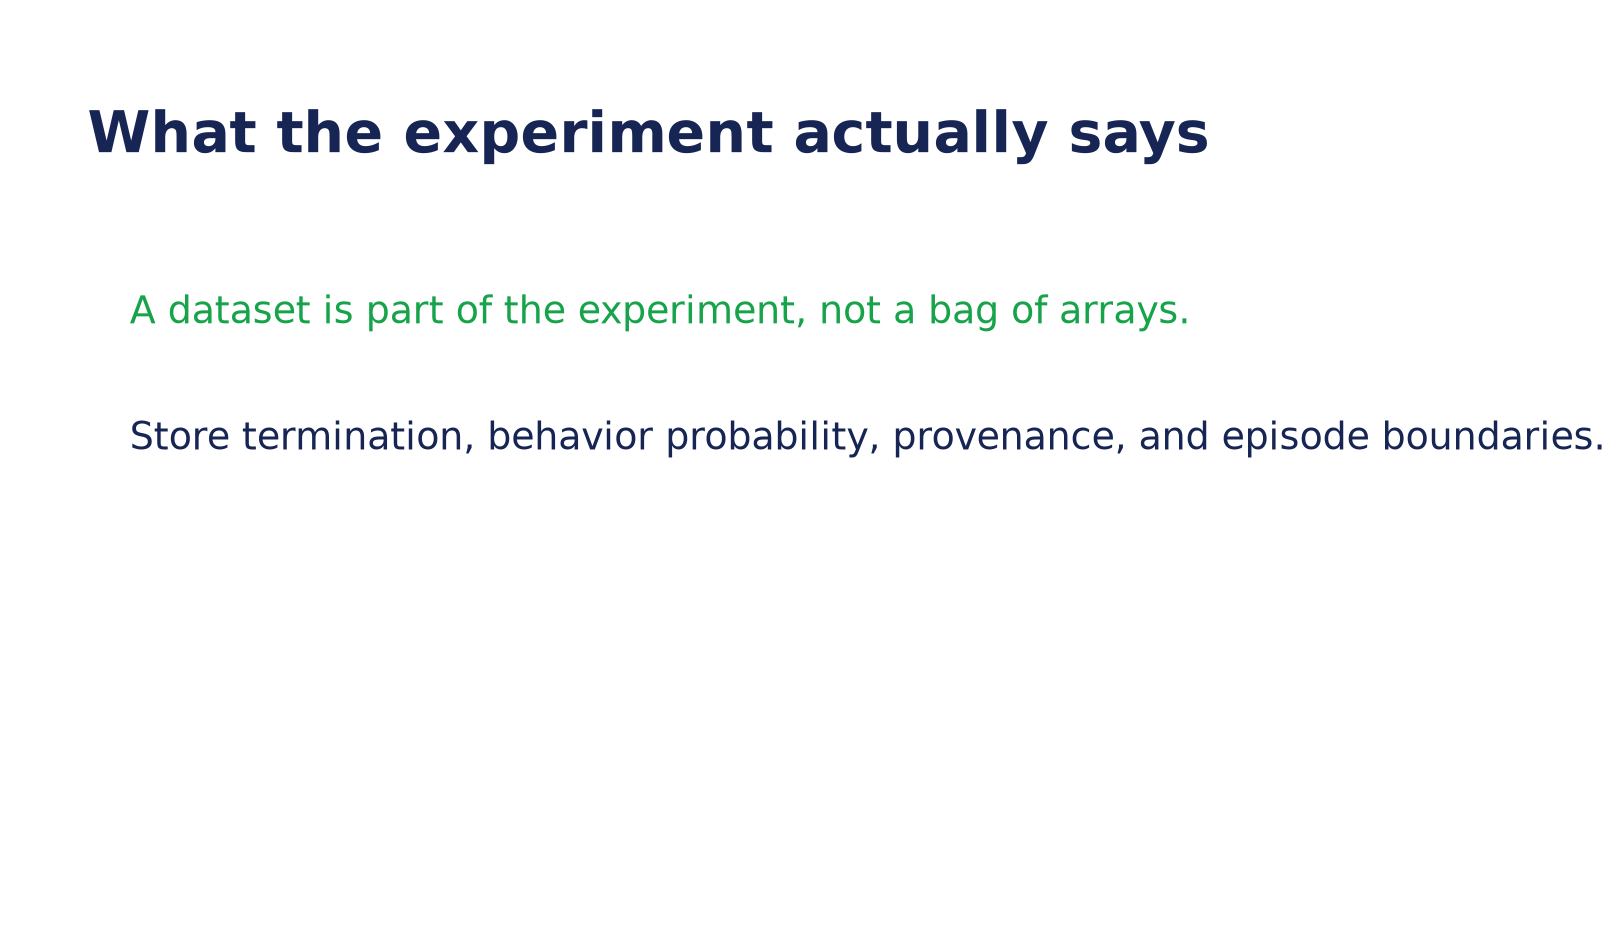 What the experiment actually says
A dataset is part of the experiment, not a bag of arrays.
Store termination, behavior probability, provenance, and episode boundaries.